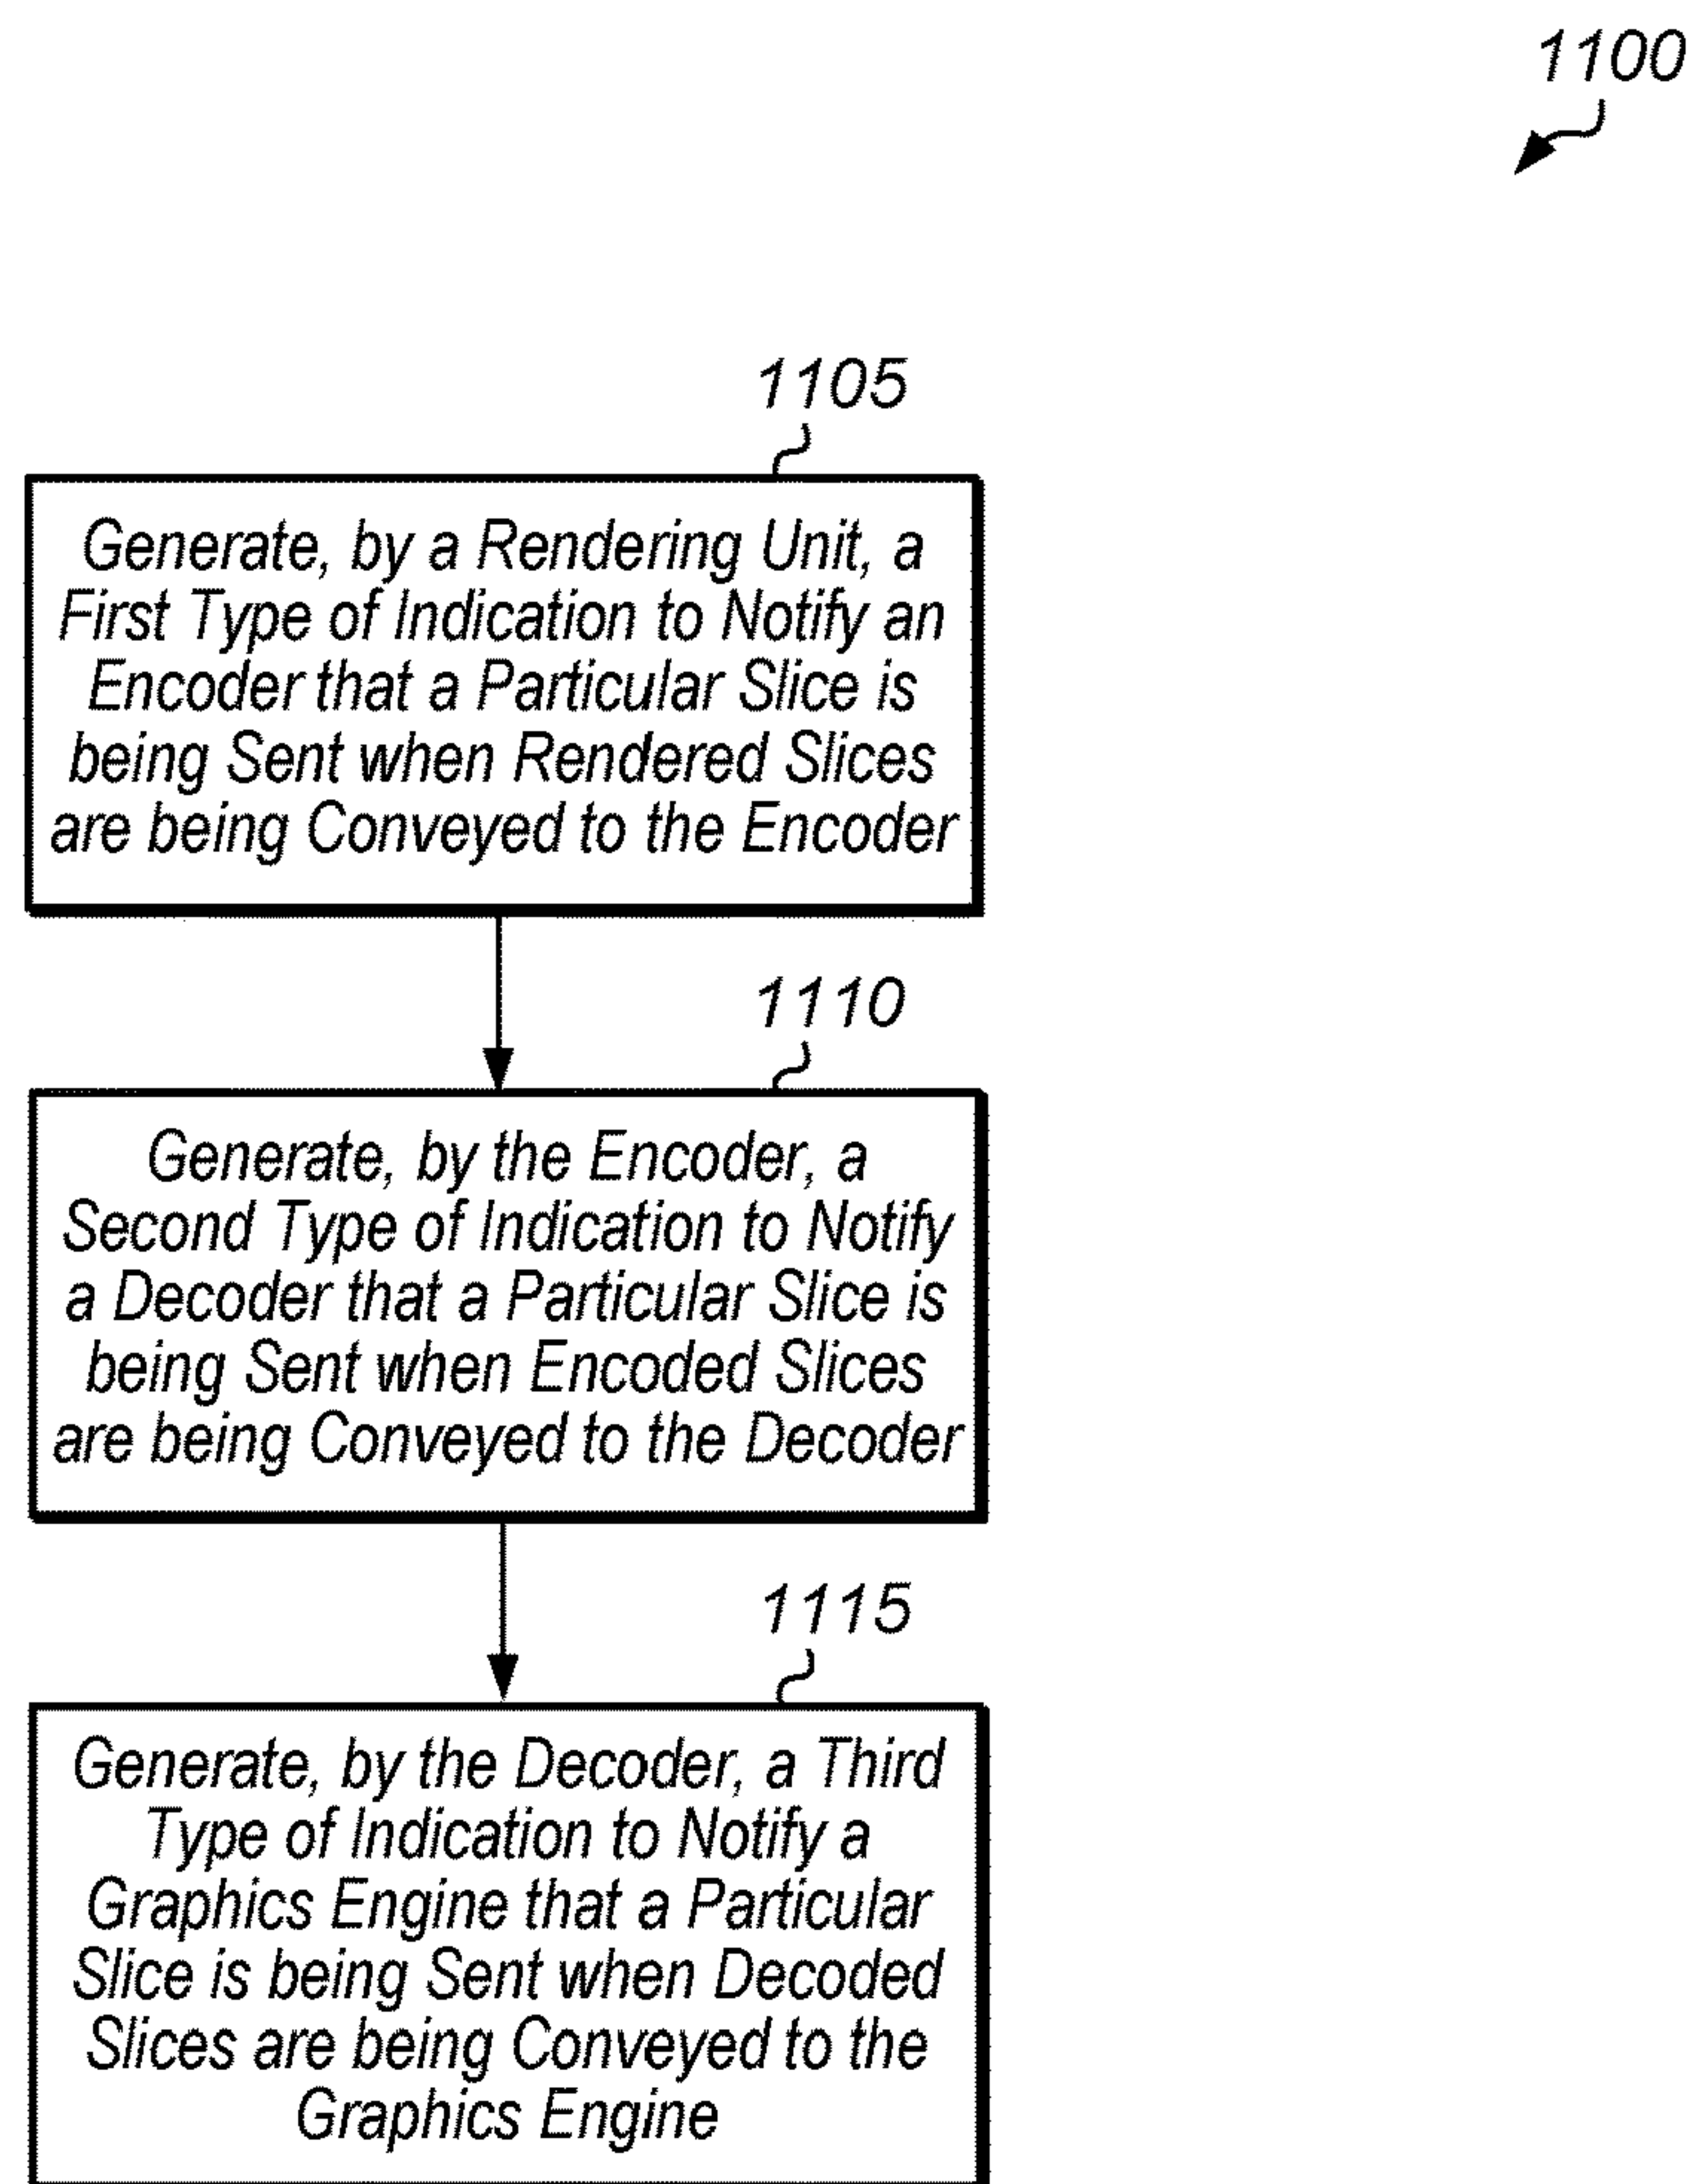 1100
1105
Generate, by a Rendering Unit, a
First Type of Indication to Notify an
Encoder that a Particular Slice is
being Sent when Rendered Slices
are being Conveyed to the Encoder
1110
Generate, by the Encoder, a
Second Type of Indication to Notify
a Decoder that a Particular Slice is
being Sent when Encoded Slices
are being Conveyed to the Decoder
1115
Generate, by the Decoder, a Third
Type of Indication to Notify a
Graphics Engine that a Particular
Slice is being Sent when Decoded
Slices are being Conveyed to the
Graphics Engine